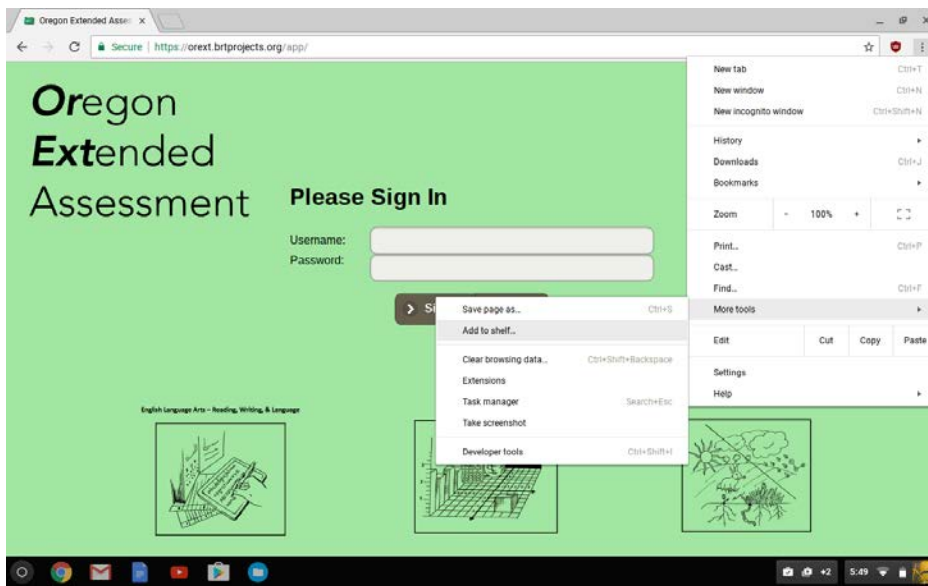 Oregon Extended Asses
Secure | https://orext.brtprojects.org/app/
Oregon
Extended
Assessment
Please Sign In
Username:
Password:
Si
New tab Ctrl+T
New window Ctrl+N
New incognito window Ctrl+Shift+N
History
Downloads Ctrl+J
Bookmarks
Zoom - 100% +
Print... Ctrl+P
Cast...
Find... Ctrl+F
More tools
Edit Cut Copy Paste
Settings
Help
Save page as... Ctrl+S
Add to shelf...
Clear browsing data... Ctrl+Shift+Backspace
Extensions
Task manager Search+Esc
Take screenshot
Developer tools Ctrl+Shift+I
English Language Arts – Reading, Writing, & Language
+2 5:49